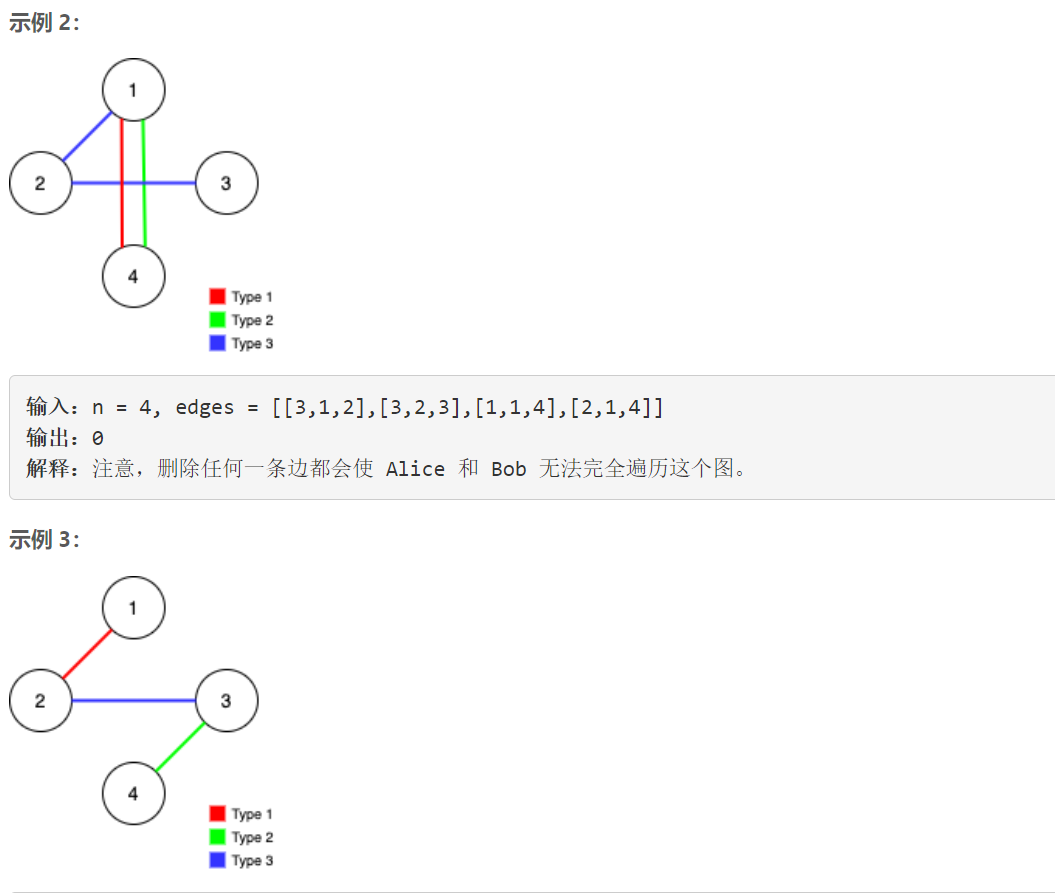 示例 2：
1
2
3
4
Type 1
Type 2
Type 3
输入：n = 4, edges = [[3,1,2],[3,2,3],[1,1,4],[2,1,4]]
输出：0
解释：注意，删除任何一条边都会使 Alice 和 Bob 无法完全遍历这个图。
示例 3：
1
2
3
4
Type 1
Type 2
Type 3